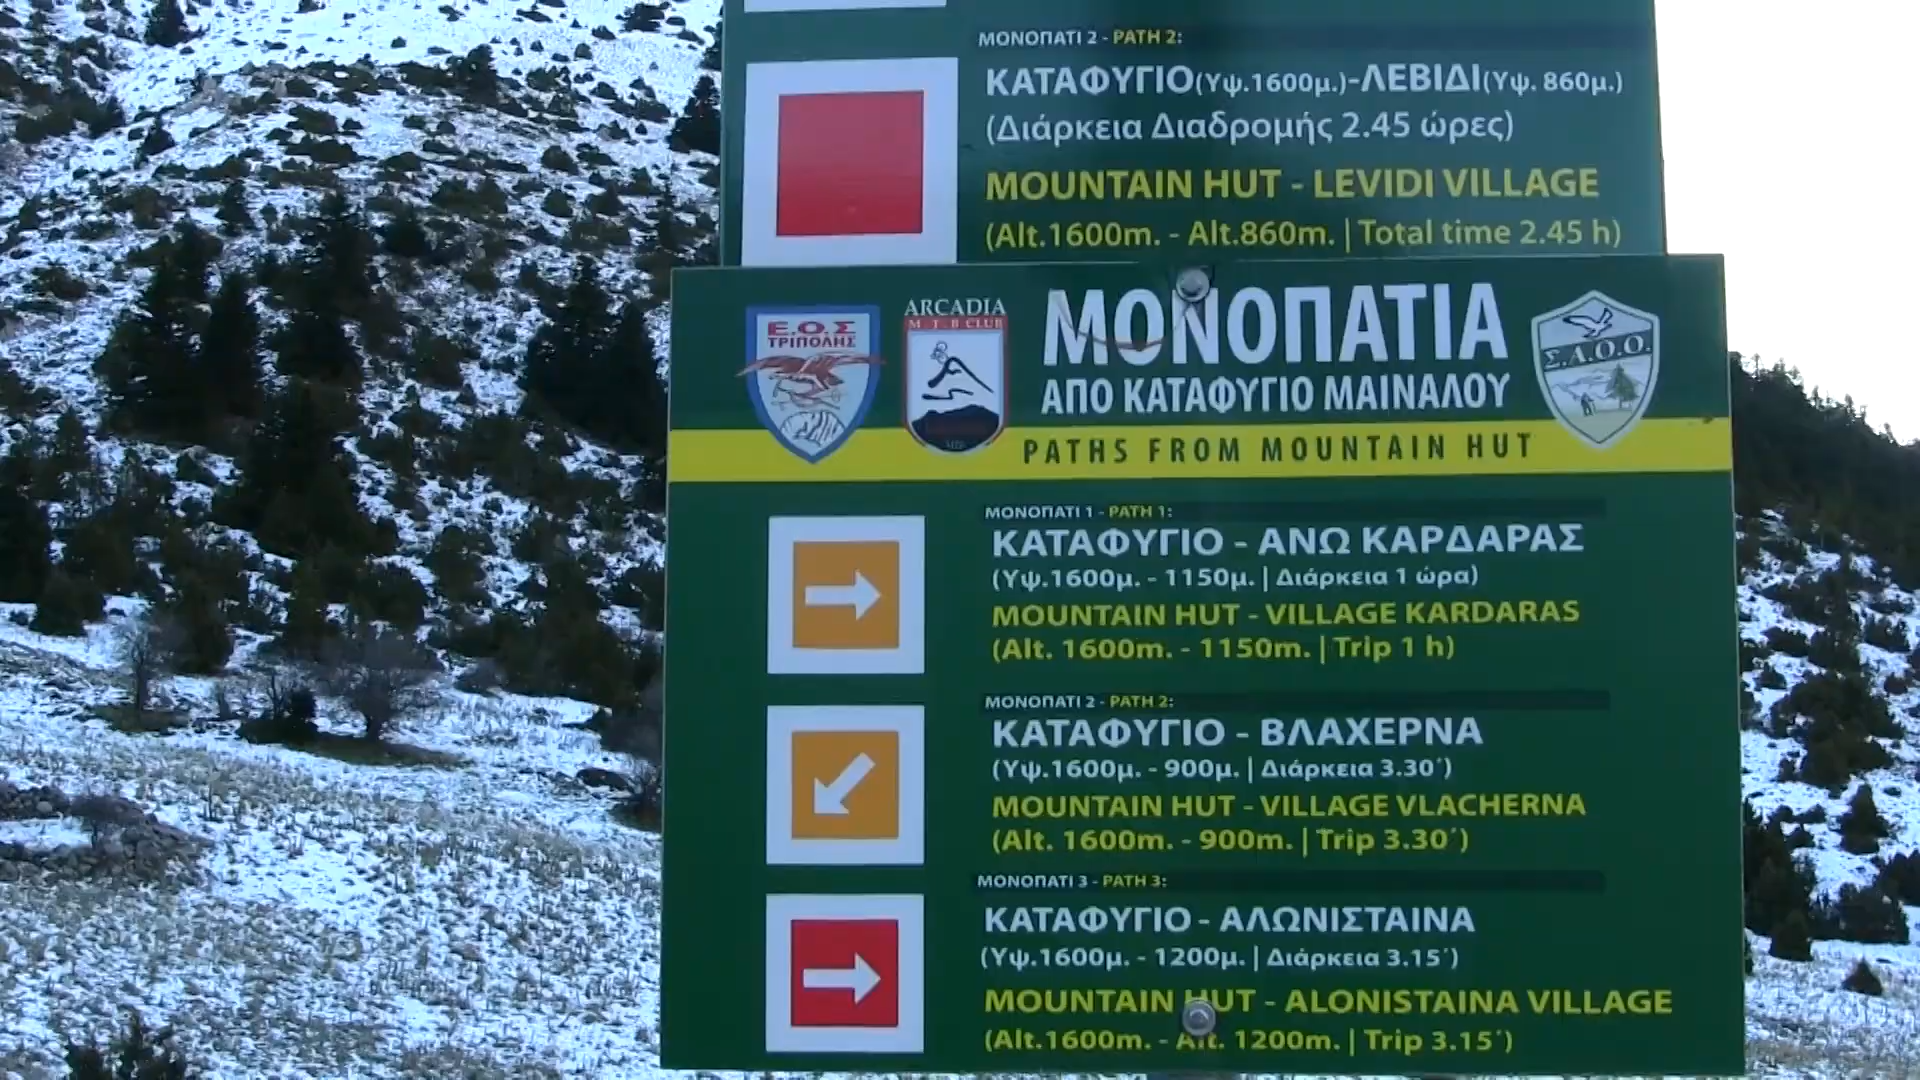 ΜΟΝΟΠΑΤΙ 2 - PATH 2:
ΚΑΤΑΦΥΓΙΟ(Υψ.1600μ.)-ΛΕΒΙΔΙ(Υψ. 860μ.)
(Διάρκεια Διαδρομής 2.45 ώρες)
MOUNTAIN HUT - LEVIDI VILLAGE
(Alt.1600m. - Alt.860m. | Total time 2.45 h)
Ε.Ο.Σ
ΤΡΙΠΟΛΗΣ
ARCADIA
M T B CLUB
ΜΟΝΟΠΑΤΙΑ
ΑΠΟ ΚΑΤΑΦΥΓΙΟ ΜΑΙΝΑΛΟΥ
Σ.Α.Ο.Ο.
PATHS FROM MOUNTAIN HUT
ΜΟΝΟΠΑΤΙ 1 - PATH 1:
ΚΑΤΑΦΥΓΙΟ - ΑΝΩ ΚΑΡΔΑΡΑΣ
(Υψ.1600μ. - 1150μ. | Διάρκεια 1 ώρα)
MOUNTAIN HUT - VILLAGE KARDARAS
(Alt. 1600m. - 1150m. | Trip 1 h)
ΜΟΝΟΠΑΤΙ 2 - PATH 2:
ΚΑΤΑΦΥΓΙΟ - ΒΛΑΧΕΡΝΑ
(Υψ.1600μ. - 900μ. | Διάρκεια 3.30΄)
MOUNTAIN HUT - VILLAGE VLACHERNA
(Alt. 1600m. - 900m. | Trip 3.30΄)
ΜΟΝΟΠΑΤΙ 3 - PATH 3:
ΚΑΤΑΦΥΓΙΟ - ΑΛΩΝΙΣΤΑΙΝΑ
(Υψ.1600μ. - 1200μ. | Διάρκεια 3.15΄)
MOUNTAIN HUT - ALONISTAINA VILLAGE
(Alt.1600m. - Alt. 1200m. | Trip 3.15΄)